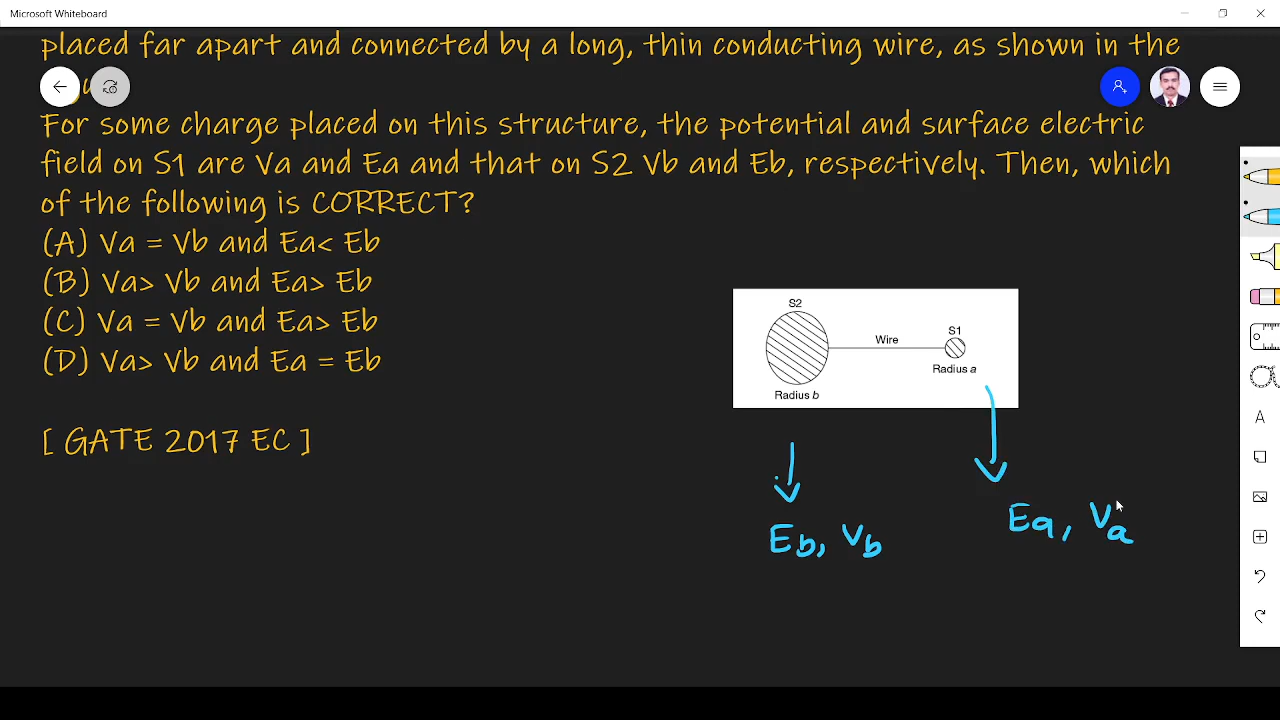 Microsoft Whiteboard
placed far apart and connected by a long, thin conducting wire, as shown in the
For some charge placed on this structure, the potential and surface electric
field on S1 are Va and Ea and that on S2 Vb and Eb, respectively. Then, which
of the following is CORRECT?
(A) Va = Vb and Ea< Eb
(B) Va> Vb and Ea> Eb
(C) Va = Vb and Ea> Eb
(D) Va> Vb and Ea = Eb
[ GATE 2017 EC ]
S2
S1
Wire
Radius a
Radius b
Eb, Vb
Ea, Va
A